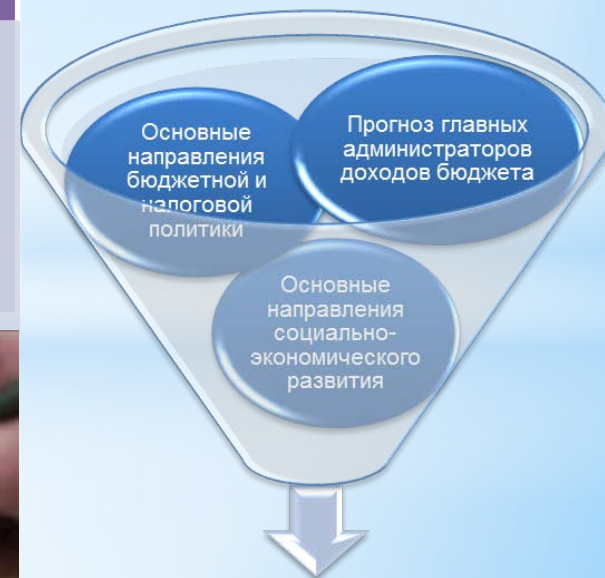 Основные
направления
бюджетной и
налоговой
политики
Прогноз главных
администраторов
доходов бюджета
Основные
направления
социально-
экономического
развития